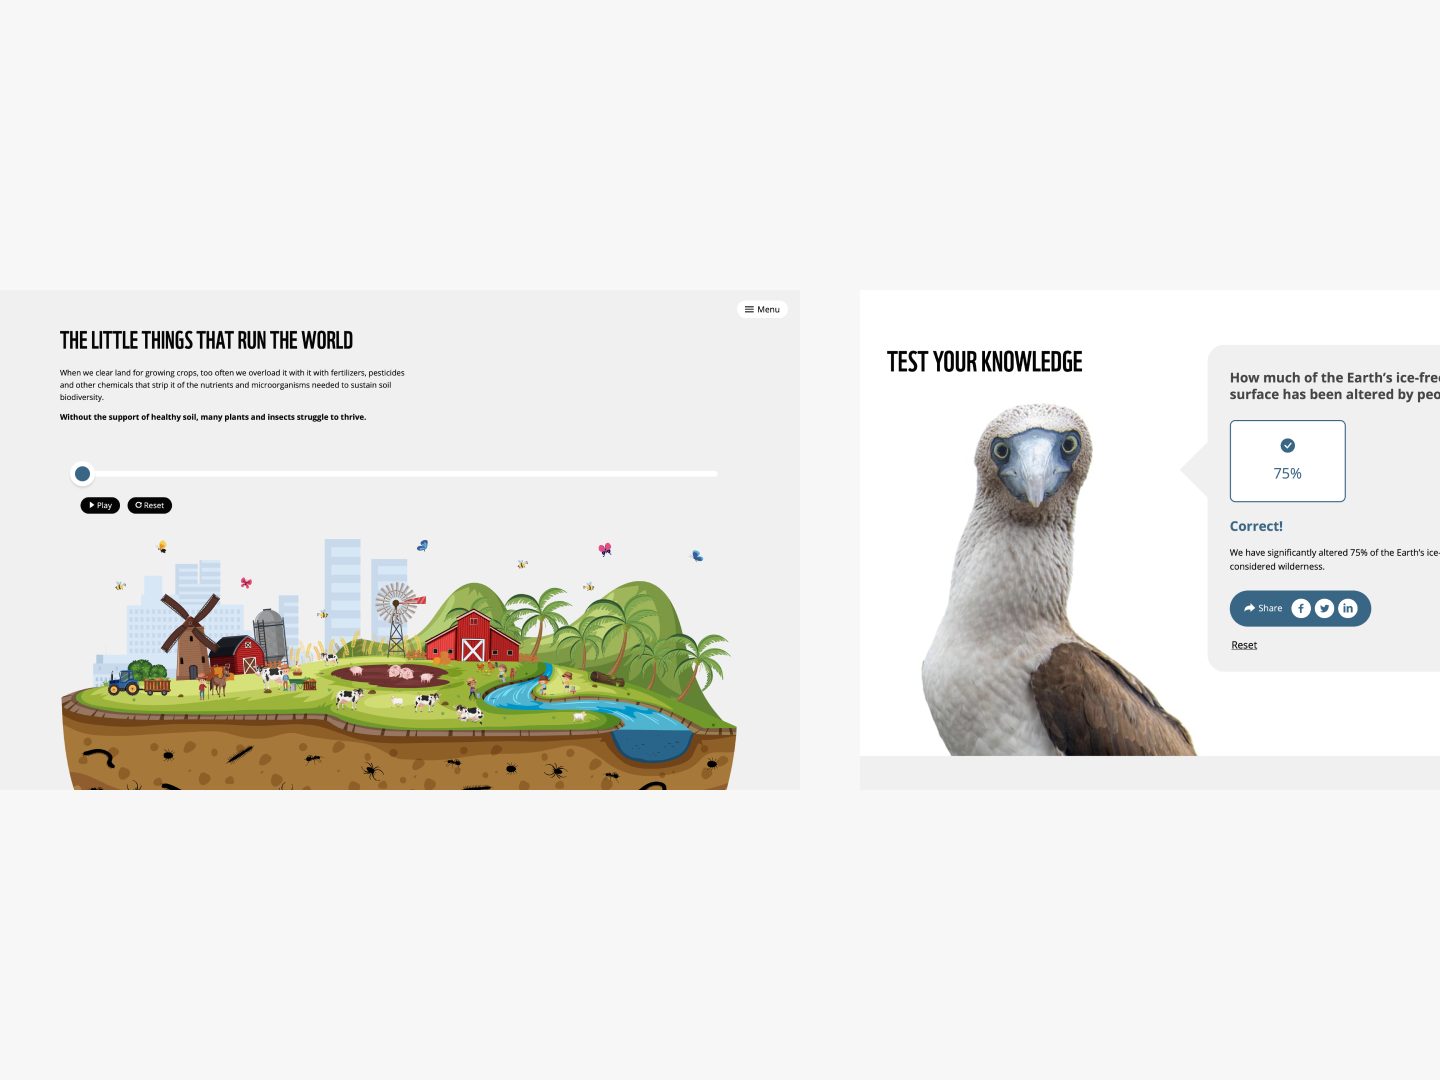 Menu
THE LITTLE THINGS THAT RUN THE WORLD
When we clear land for growing crops, too often we overload it with it with fertilizers, pesticides
and other chemicals that strip it of the nutrients and microorganisms needed to sustain soil
biodiversity.
Without the support of healthy soil, many plants and insects struggle to thrive.
Play
Reset
TEST YOUR KNOWLEDGE
How much of the Earth's ice-free
surface has been altered by
75%
Correct!
We have significantly altered 75% of the Earth's ice-
considered wilderness.
Share
Reset